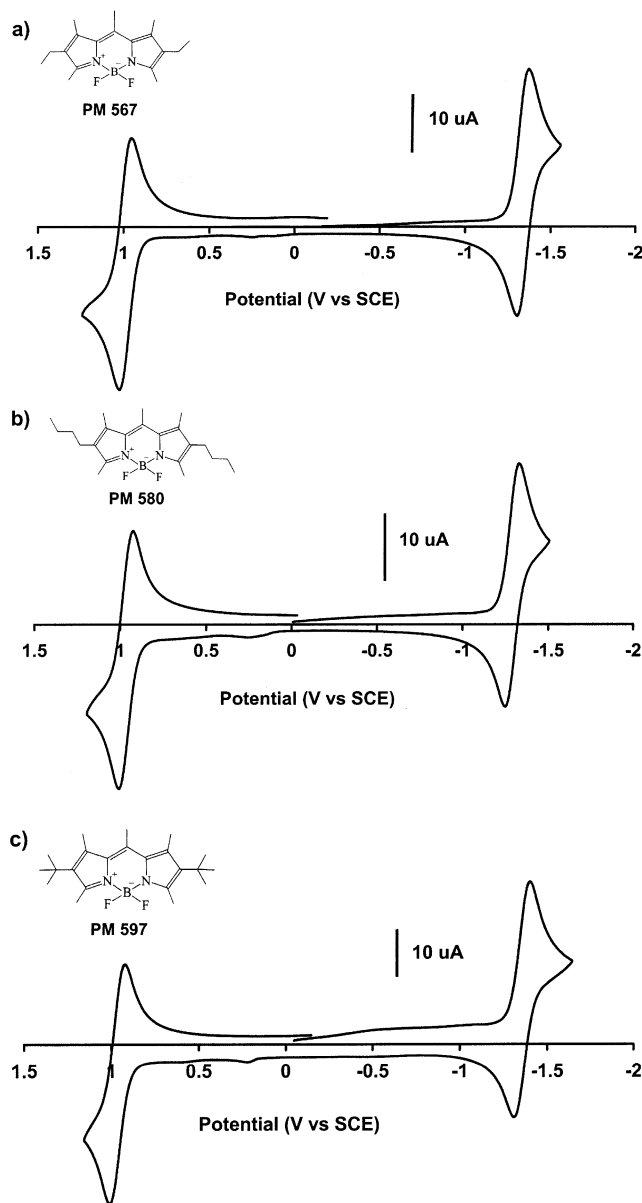 a)
N+ B- N
F F
PM 567
10 uA
1.5 1 0.5 0 -0.5 -1 -1.5 -2
Potential (V vs SCE)
b)
N+ B- N
F F
PM 580
10 uA
1.5 1 0.5 0 -0.5 -1 -1.5 -2
Potential (V vs SCE)
c)
N+ B- N
F F
PM 597
10 uA
1.5 1 0.5 0 -0.5 -1 -1.5 -2
Potential (V vs SCE)